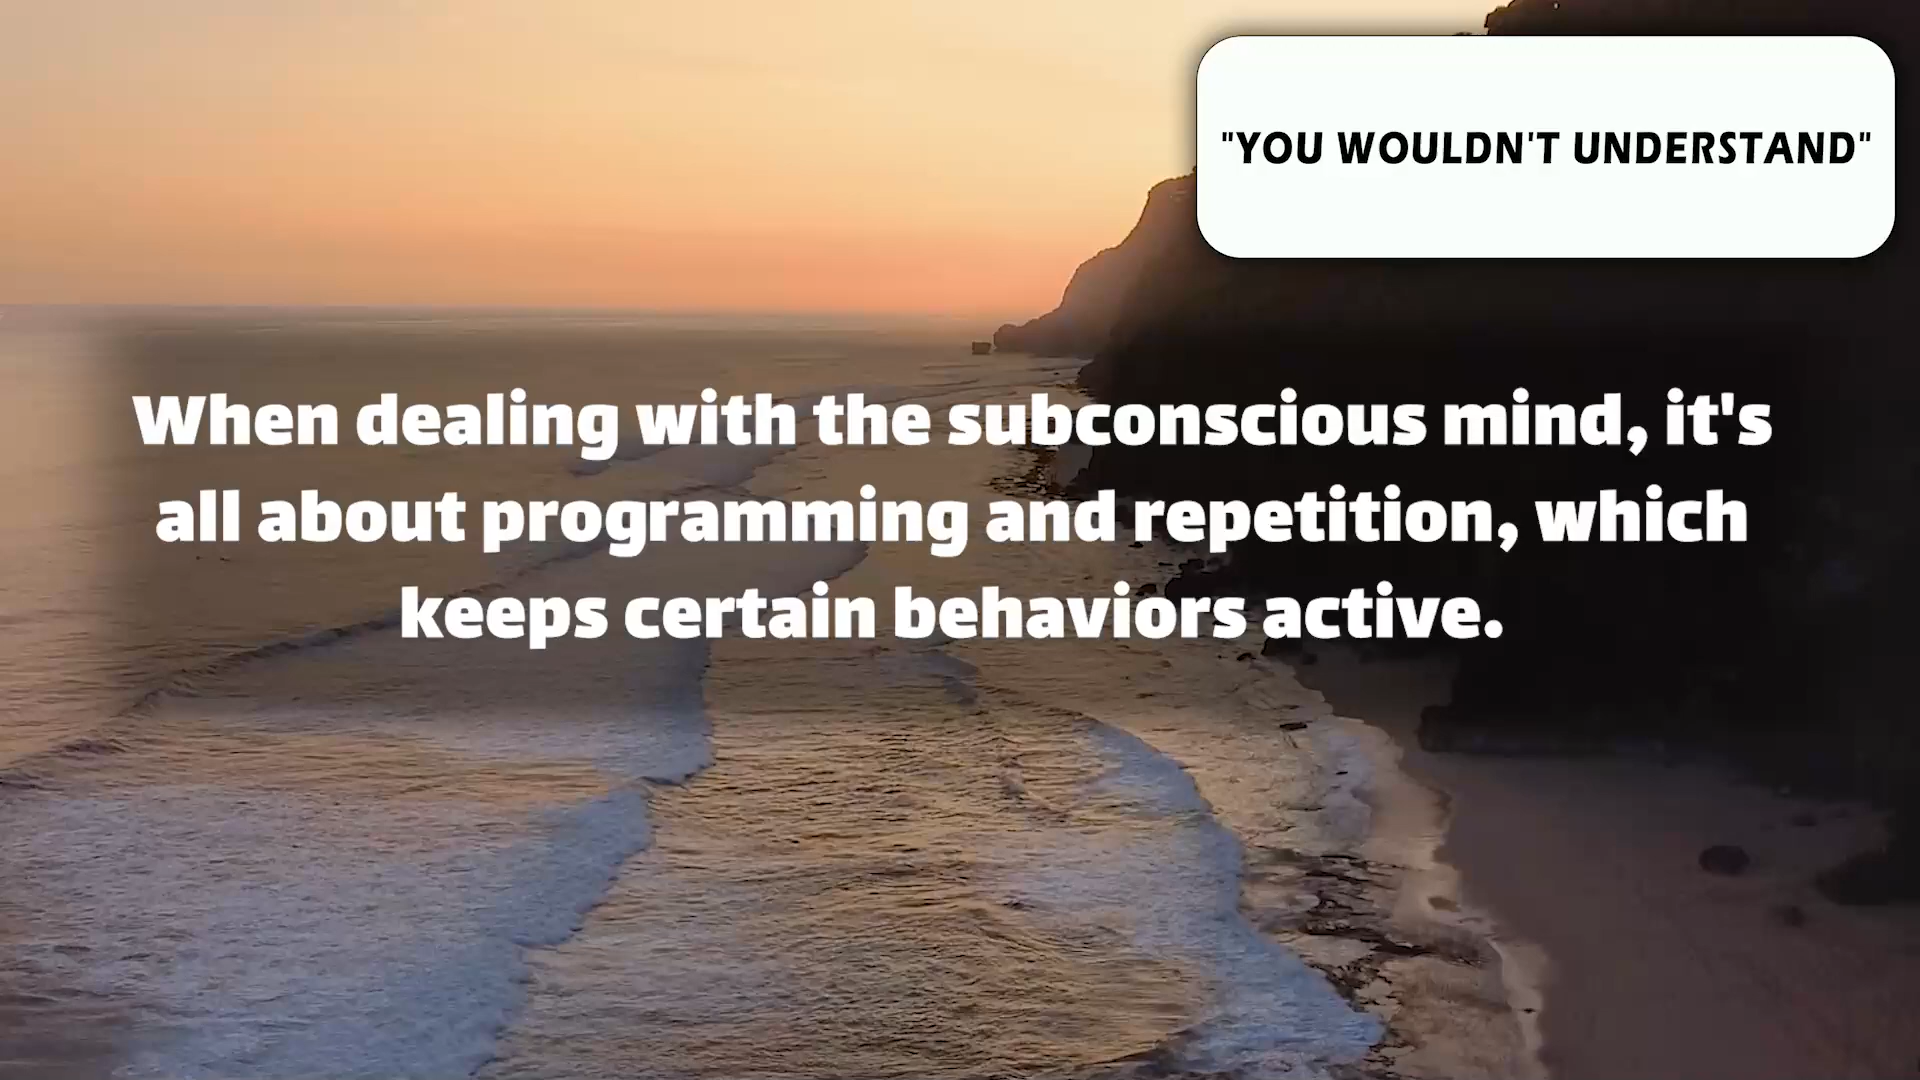 "YOU WOULDN'T UNDERSTAND"
When dealing with the subconscious mind, it's
all about programming and repetition, which
keeps certain behaviors active.